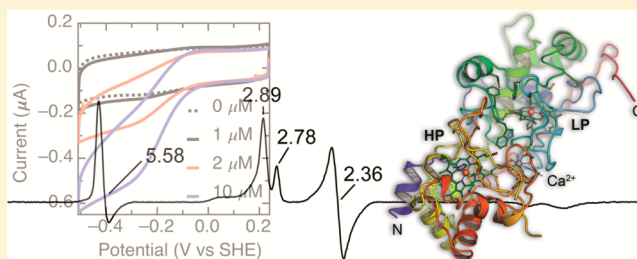 0.2
0.0
−0.2
−0.4
−0.6
Current (μA)
−0.4 −0.2 0.0 0.2
Potential (V vs SHE)
0 μM
1 μM
2 μM
10 μM
5.58
2.89
2.78
2.36
HP
LP
C
Ca2+
N